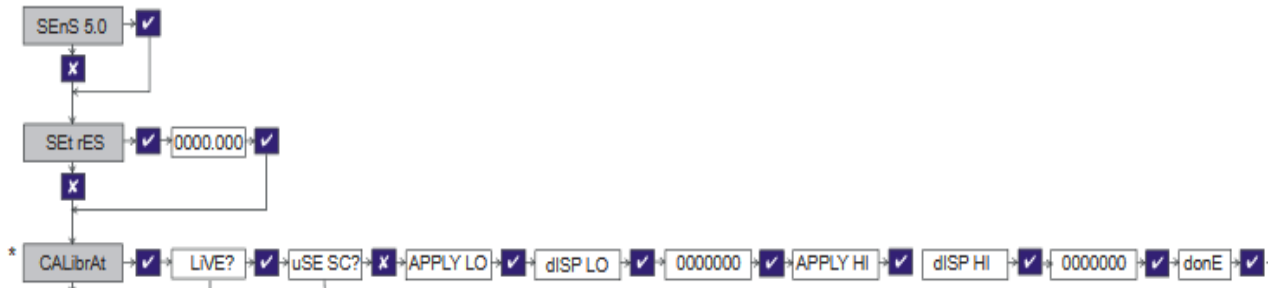 SEnS 5.0 ✔
✘
SEt rES ✔ 0000.000 ✔
✘
* CALibrAt ✔ LiVE? ✔ uSE SC? ✘ APPLY LO ✔ dISP LO ✔ 0000000 ✔ APPLY HI ✔ dISP HI ✔ 0000000 ✔ donE ✔